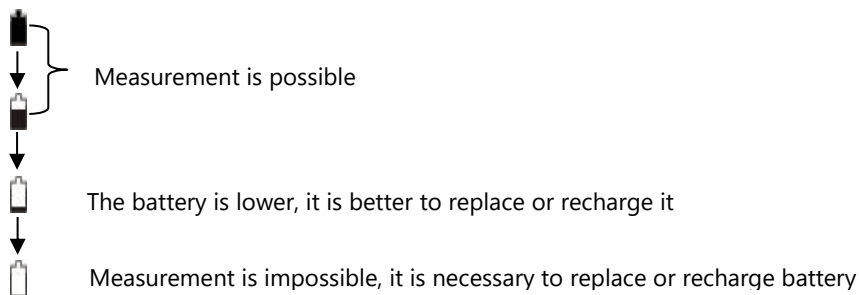 Measurement is possible
The battery is lower, it is better to replace or recharge it
Measurement is impossible, it is necessary to replace or recharge battery